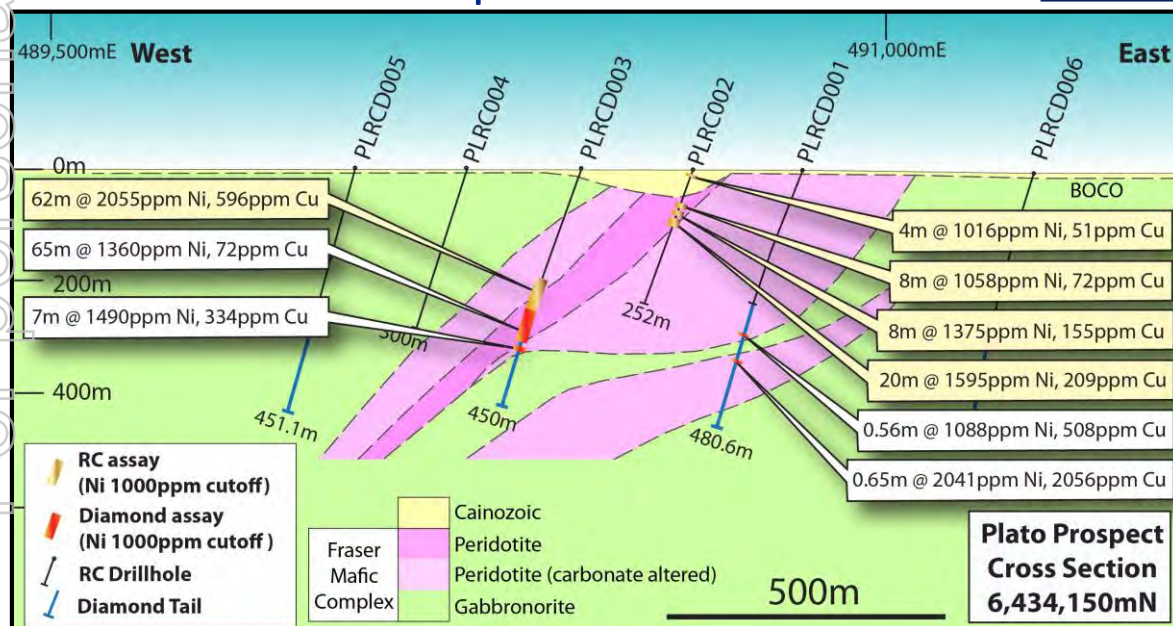 489,500mE
West
491,000mE
East
PLRCD005
PLRC004
PLRCD003
PLRC002
PLRCD001
PLRCD006
0m
BOCO
62m @ 2055ppm Ni, 596ppm Cu
65m @ 1360ppm Ni, 72ppm Cu
200m
7m @ 1490ppm Ni, 334ppm Cu
4m @ 1016ppm Ni, 51ppm Cu
8m @ 1058ppm Ni, 72ppm Cu
8m @ 1375ppm Ni, 155ppm Cu
20m @ 1595ppm Ni, 209ppm Cu
0.56m @ 1088ppm Ni, 508ppm Cu
0.65m @ 2041ppm Ni, 2056ppm Cu
252m
300m
400m
451.1m
450m
480.6m
RC assay
(Ni 1000ppm cutoff)
Diamond assay
(Ni 1000ppm cutoff)
RC Drillhole
Diamond Tail
Fraser
Mafic
Complex
Cainozoic
Peridotite
Peridotite (carbonate altered)
Gabbronorite
500m
Plato Prospect
Cross Section
6,434,150mN